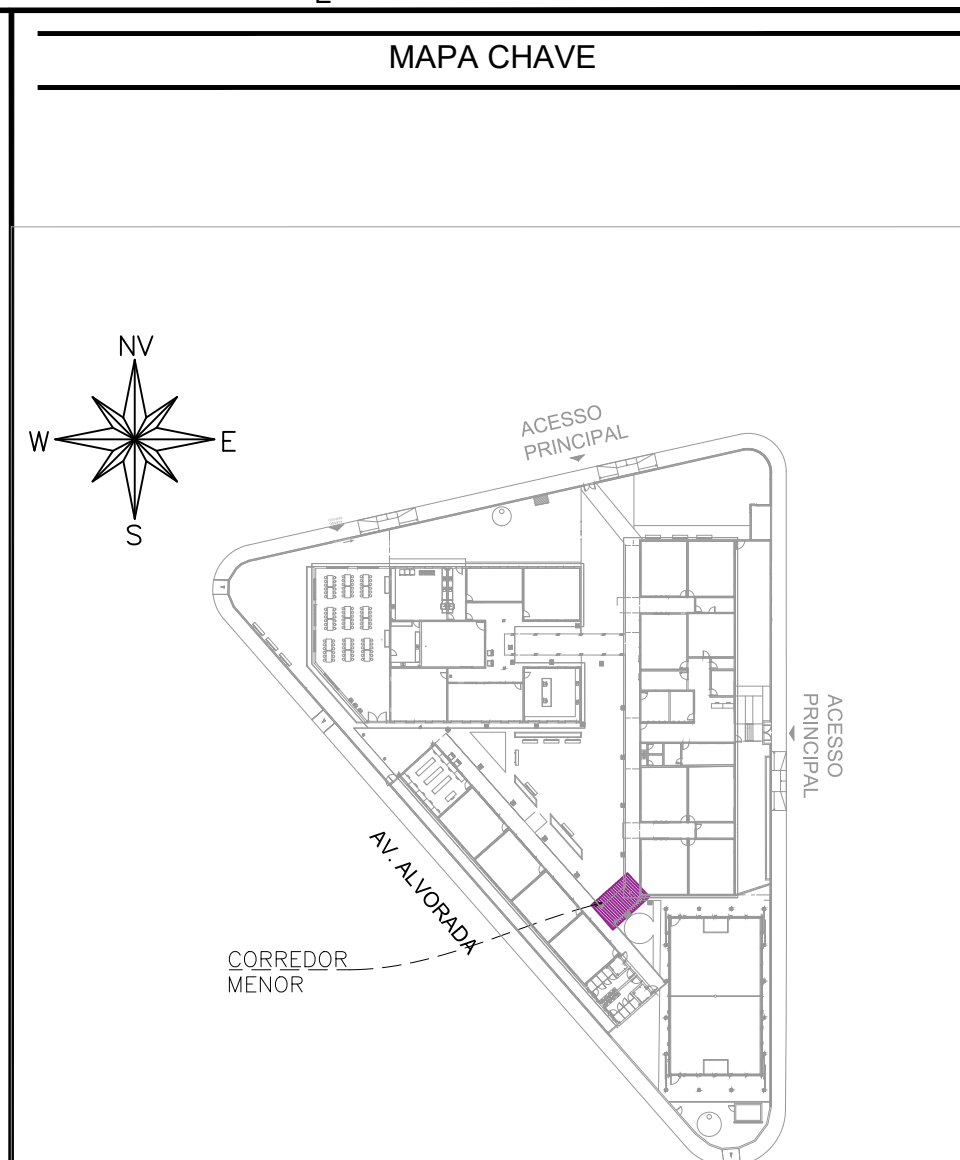 MAPA CHAVE
NV
W
E
S
ACESSO
PRINCIPAL
ACESSO
PRINCIPAL
AV. ALVORADA
CORREDOR
MENOR